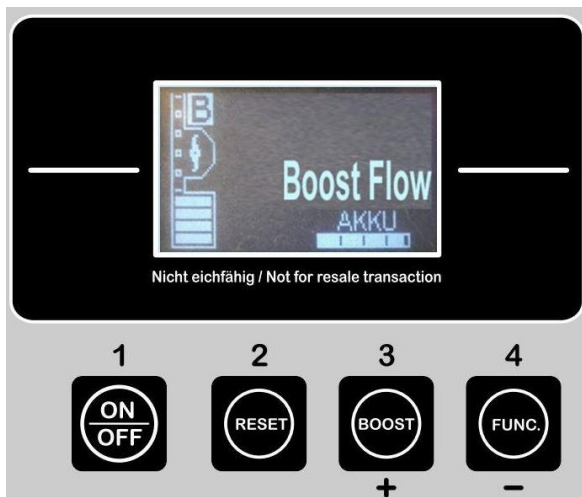 B
Boost Flow
AKKU
Nicht eichfähig / Not for resale transaction
1 2 3 4
ON
OFF
RESET
BOOST
FUNC.
+ -